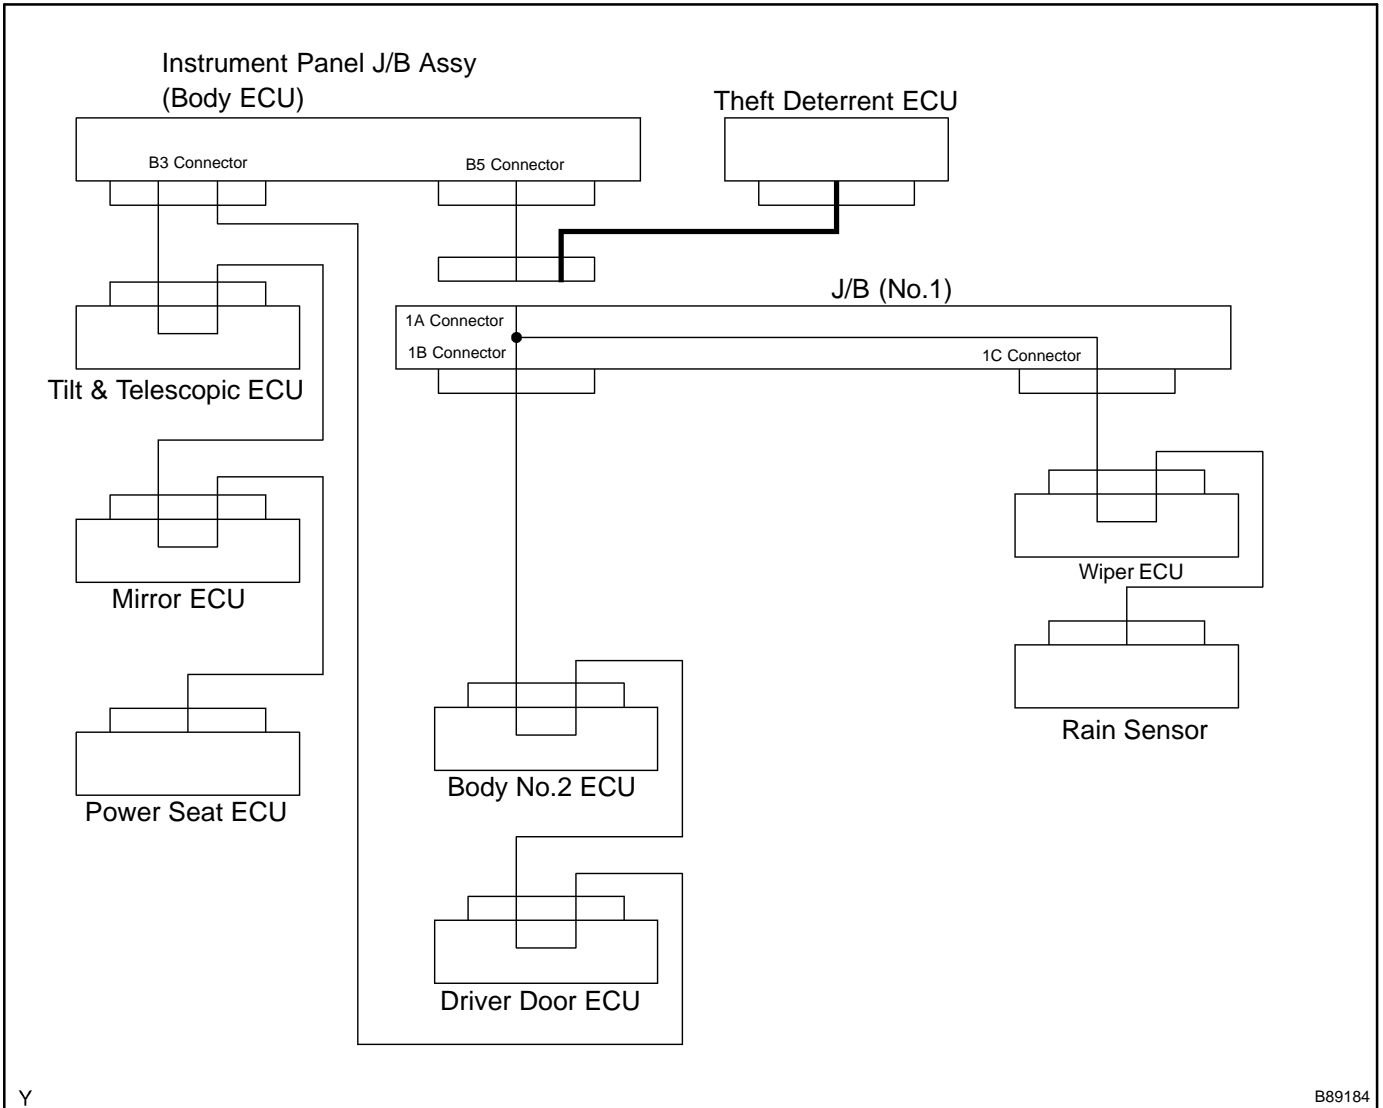 Instrument Panel J/B Assy
(Body ECU)
Theft Deterrent ECU
B3 Connector
B5 Connector
J/B (No.1)
1A Connector
1B Connector
1C Connector
Tilt & Telescopic ECU
Wiper ECU
Mirror ECU
Rain Sensor
Body No.2 ECU
Power Seat ECU
Driver Door ECU
Y
B89184